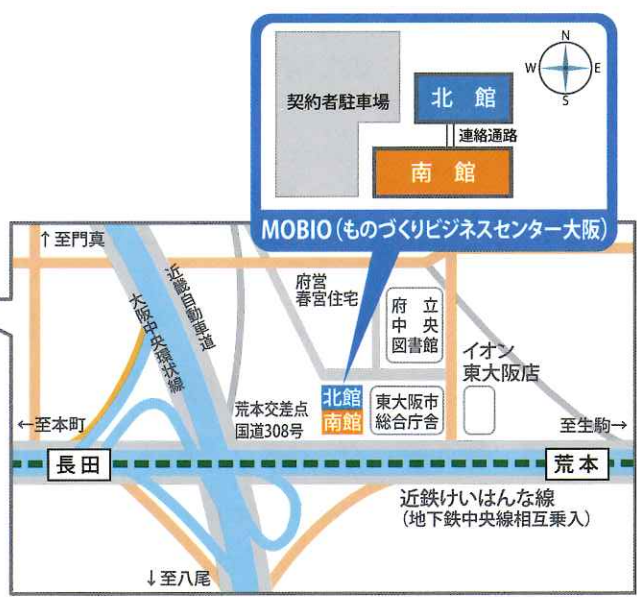 N
W
E
S
契約者駐車場
北 館
連絡通路
南 館
MOBIO(ものづくりビジネスセンター大阪)
↑至門真
近畿自動車道
大阪中央環状線
府営
春宮住宅
府 立
中 央
図書館
イオン
東大阪店
荒本交差点
国道308号
北館
南館
東大阪市
総合庁舎
←至本町
至生駒→
長田
荒本
近鉄けいはんな線
(地下鉄中央線相互乗入)
↓至八尾